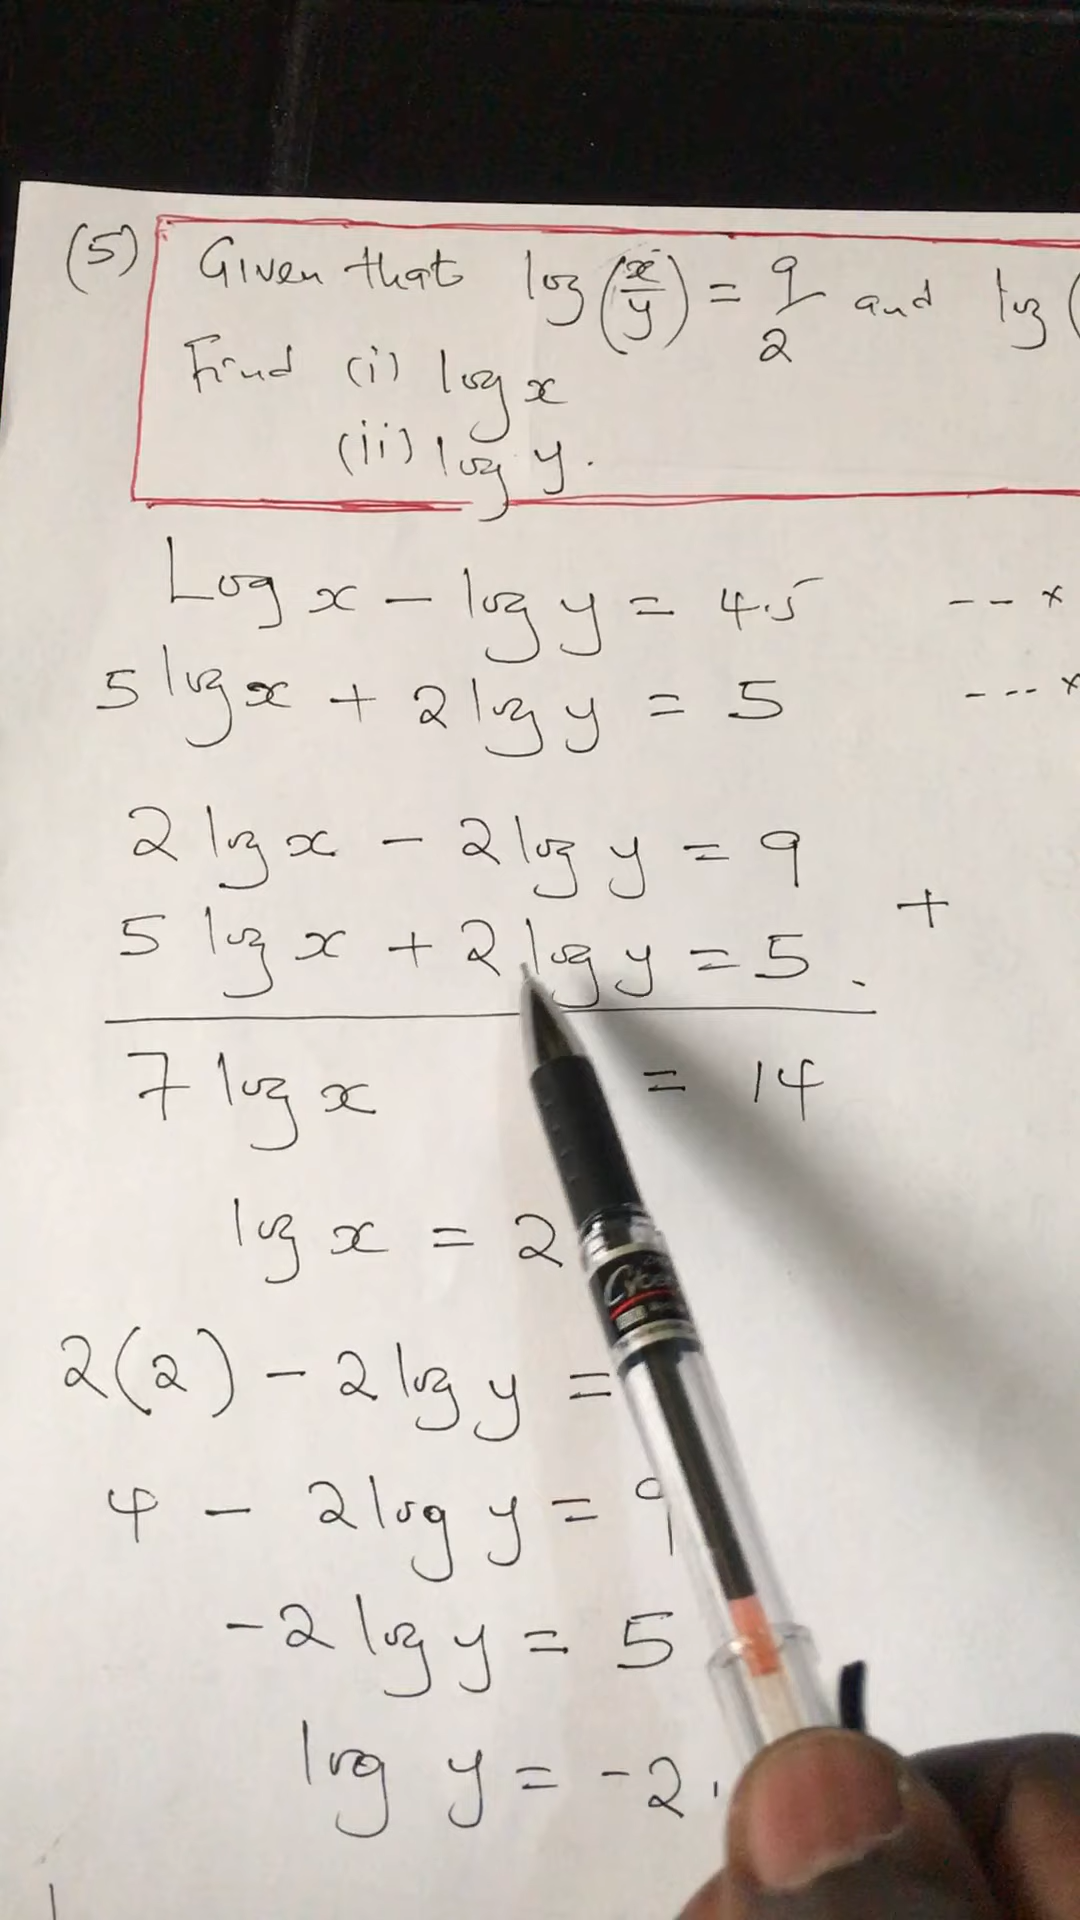 (5) Given that log(x/y) = 9/2 and log(
Find (i) log x
(ii) log y.
Log x - log y = 4.5 --*
5 log x + 2 log y = 5 ---*
2 log x - 2 log y = 9
5 log x + 2 log y = 5. +
7 log x = 14
log x = 2
2(2) - 2 log y =
4 - 2 log y = 9
-2 log y = 5
log y = -2.